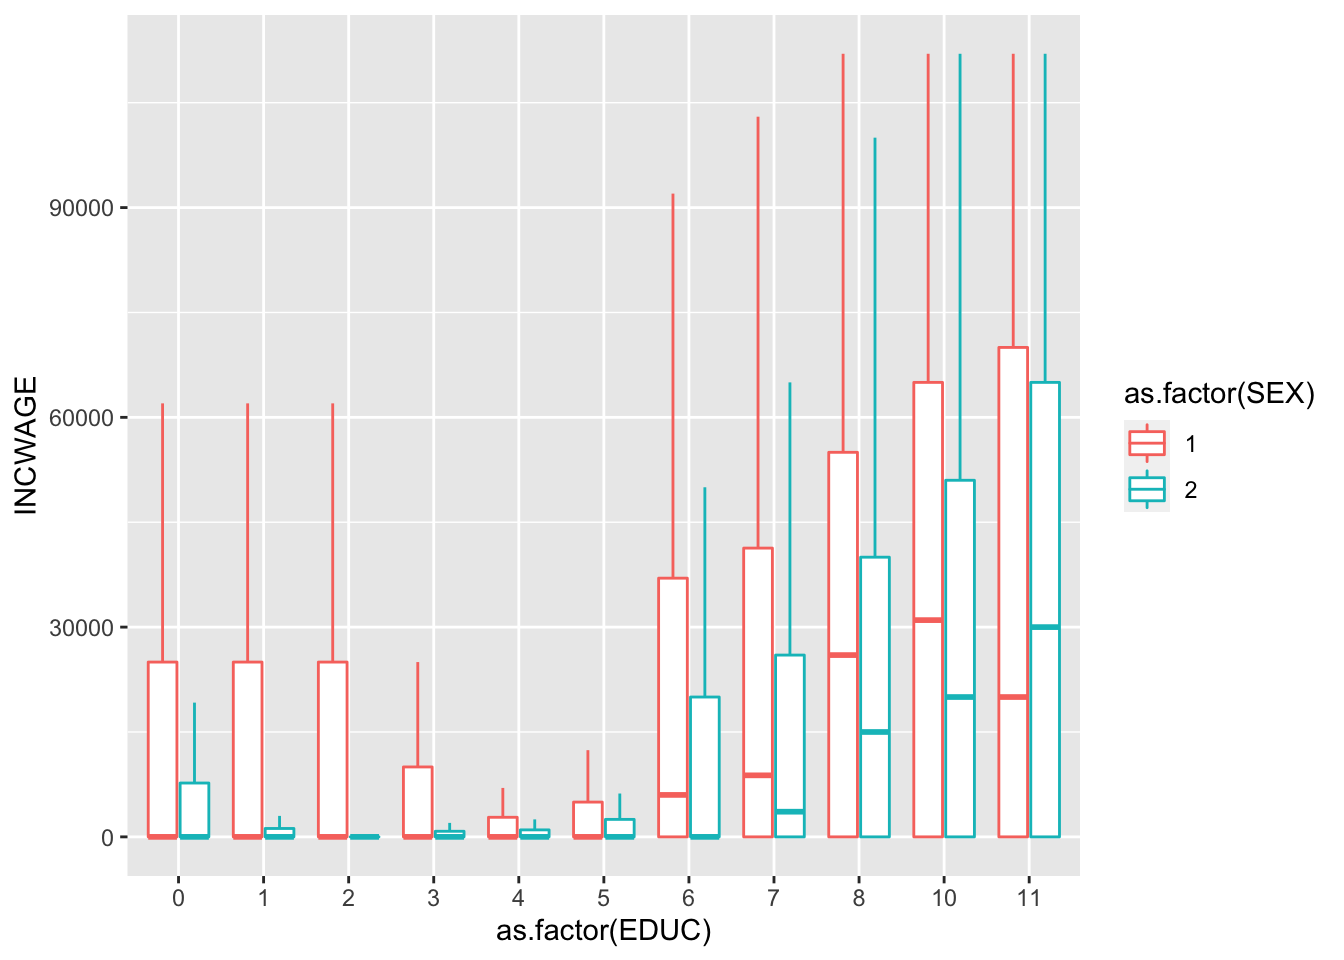 90000
60000
30000
0
INCWAGE
0 1 2 3 4 5 6 7 8 10 11
as.factor(EDUC)
as.factor(SEX)
1
2